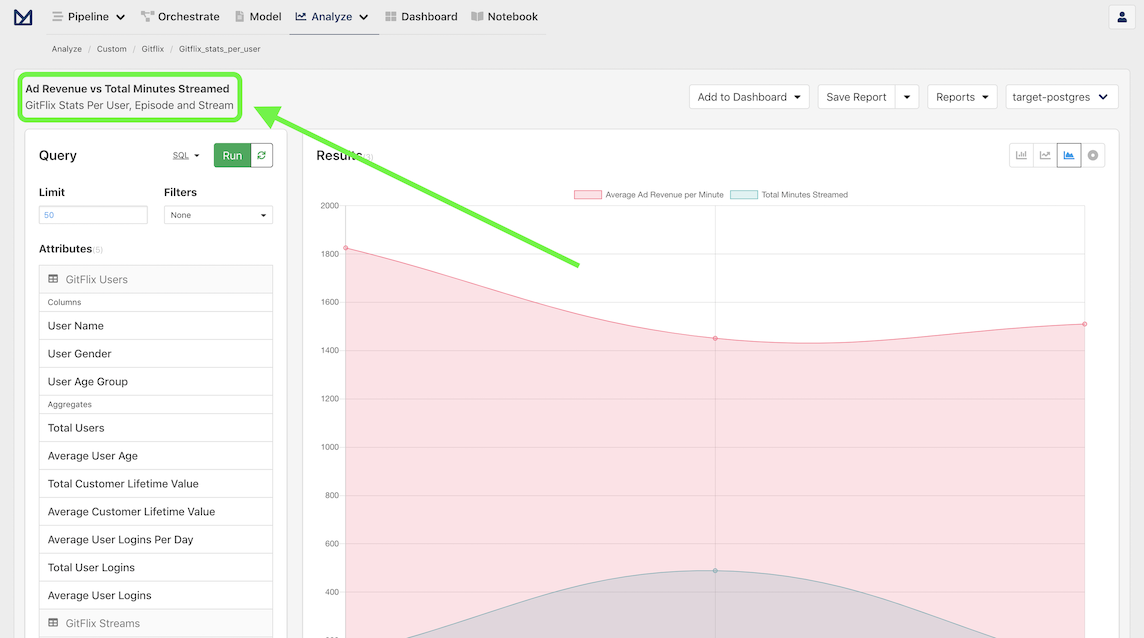 Pipeline Orchestrate Model Analyze Dashboard Notebook
Analyze / Custom / Gitflix / Gitflix_stats_per_user
Ad Revenue vs Total Minutes Streamed
GitFlix Stats Per User, Episode and Stream
Add to Dashboard Save Report Reports target-postgres
Query SQL Run
Limit Filters
50 None
Attributes(5)
GitFlix Users
Columns
User Name
User Gender
User Age Group
Aggregates
Total Users
Average User Age
Total Customer Lifetime Value
Average Customer Lifetime Value
Average User Logins Per Day
Total User Logins
Average User Logins
GitFlix Streams
Results(3)
Average Ad Revenue per Minute Total Minutes Streamed
2000
1800
1600
1400
1200
1000
800
600
400